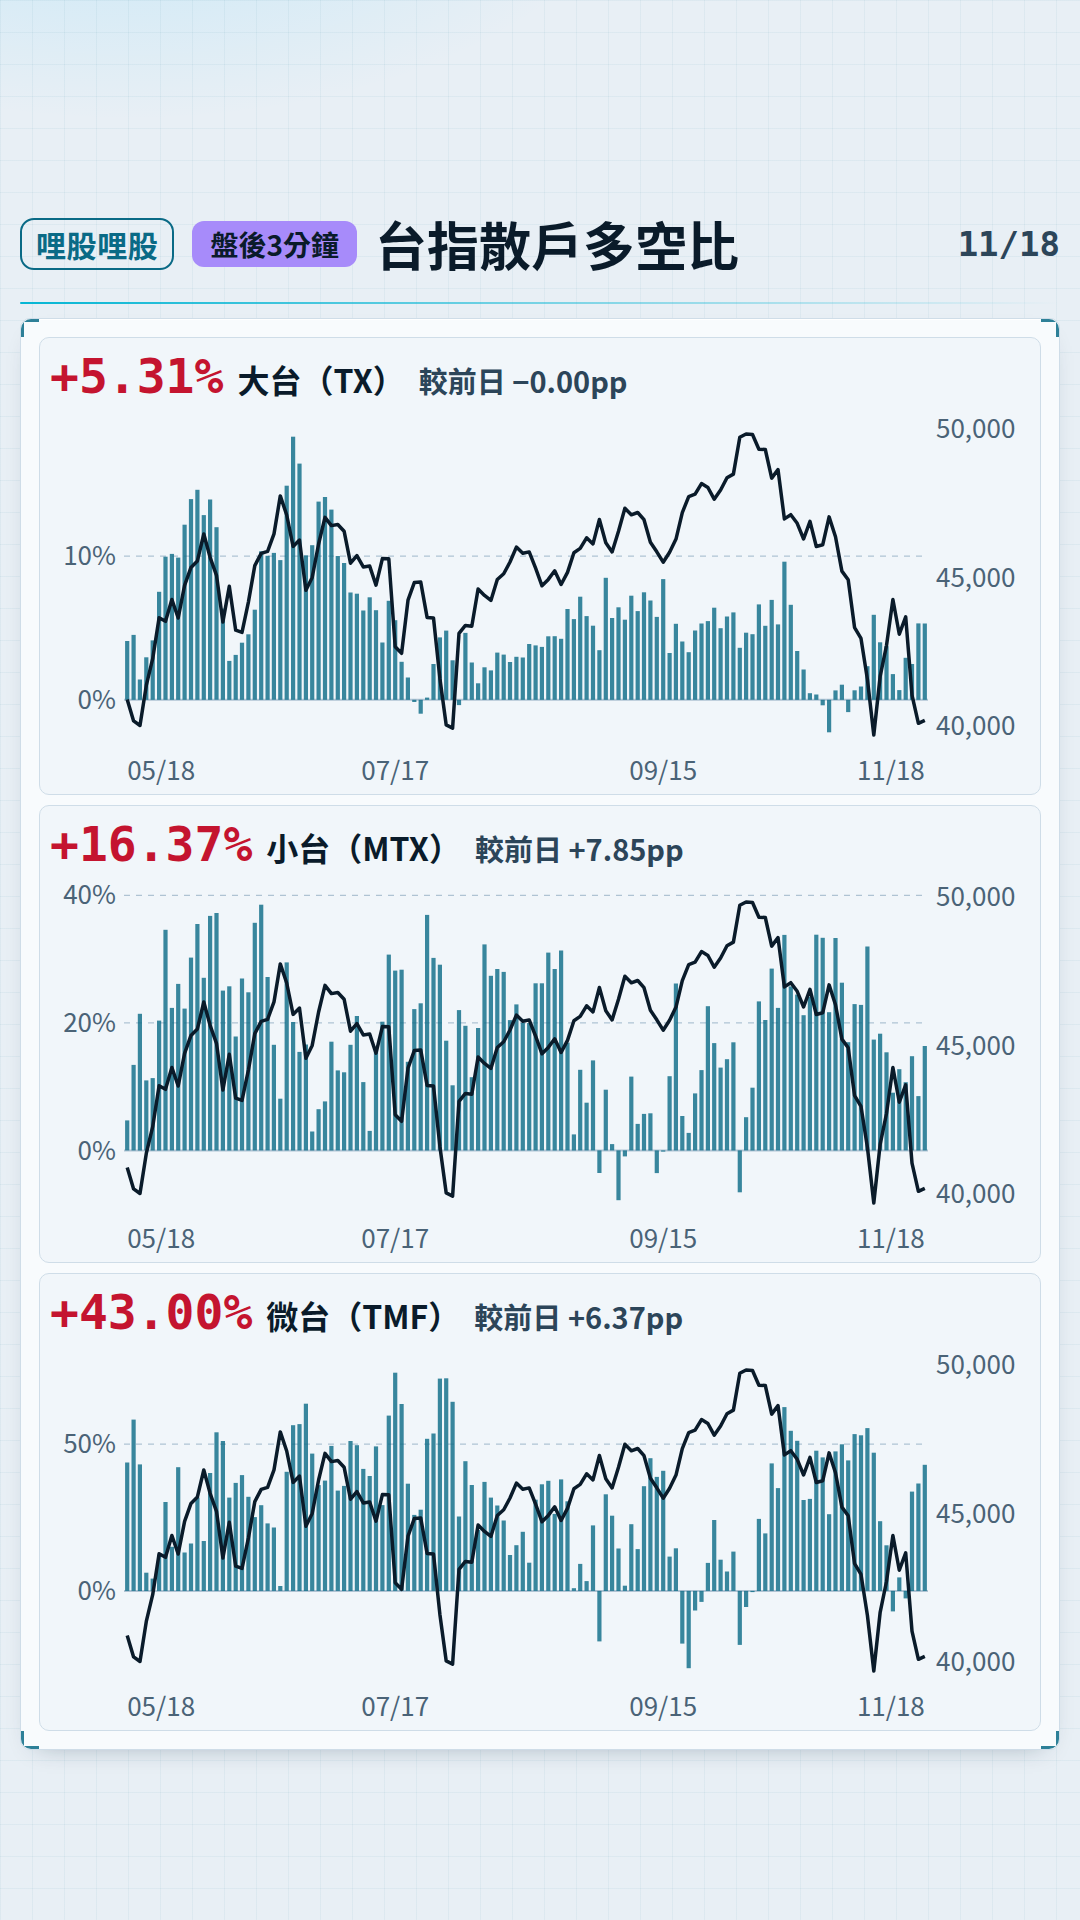 哩股哩股 盤後3分鐘 台指散戶多空比 11/18
+5.31% 大台（TX） 較前日 −0.00pp
50,000
10%
45,000
0%
40,000
05/18 07/17 09/15 11/18
+16.37% 小台（MTX） 較前日 +7.85pp
40% 50,000
20%
45,000
0%
40,000
05/18 07/17 09/15 11/18
+43.00% 微台（TMF） 較前日 +6.37pp
50,000
50%
45,000
0%
40,000
05/18 07/17 09/15 11/18